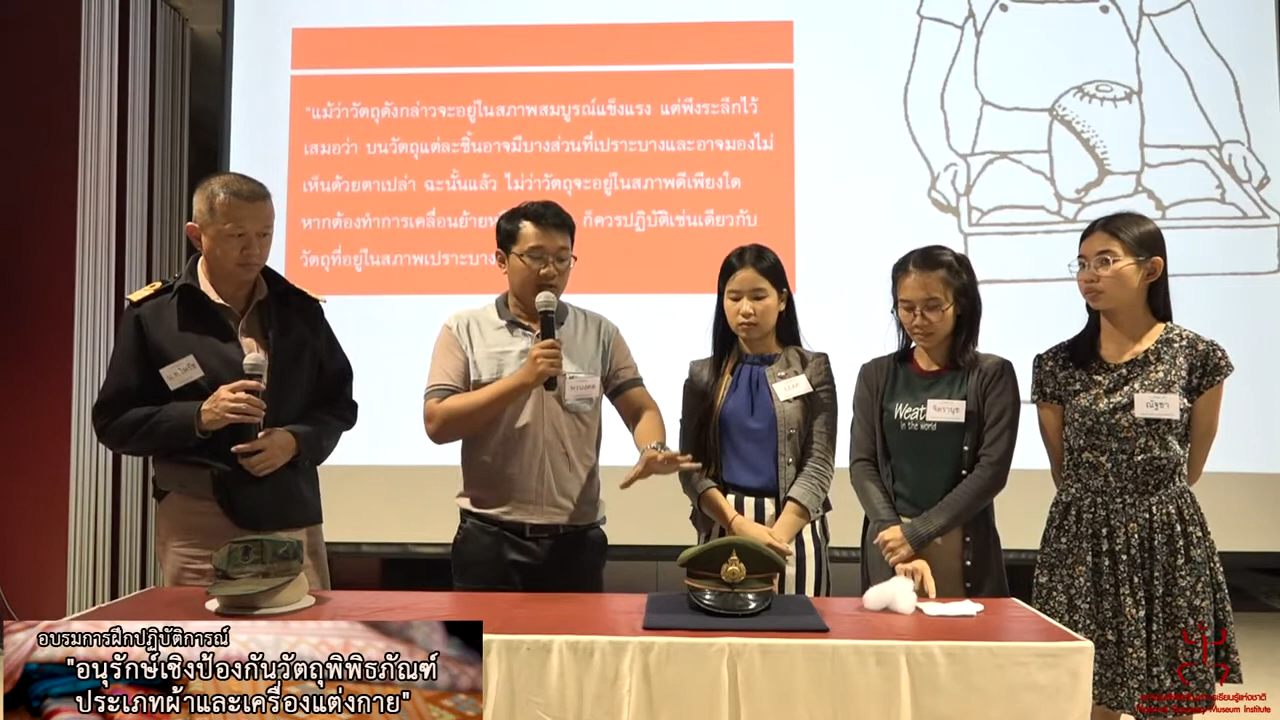 "แม้ว่าวัตถุดังกล่าวจะอยู่ในสภาพสมบูรณ์แข็งแรง แต่พึงระลึกไว้
เสมอว่า บนวัตถุแต่ละชิ้นอาจมีบางส่วนที่เปราะบางและอาจมองไม่
เห็นด้วยตาเปล่า ฉะนั้นแล้ว ไม่ว่าวัตถุจะอยู่ในสภาพดีเพียงใด
หากต้องทำการเคลื่อนย้าย ก็ควรปฏิบัติเช่นเดียวกับ
วัตถุที่อยู่ในสภาพเปราะบาง
จิตรานุช
ณัฐชา
in the world
อบรมการฝึกปฏิบัติการณ์
"อนุรักษ์เชิงป้องกันวัตถุพิพิธภัณฑ์
ประเภทผ้าและเครื่องแต่งกาย"
Museum Institute